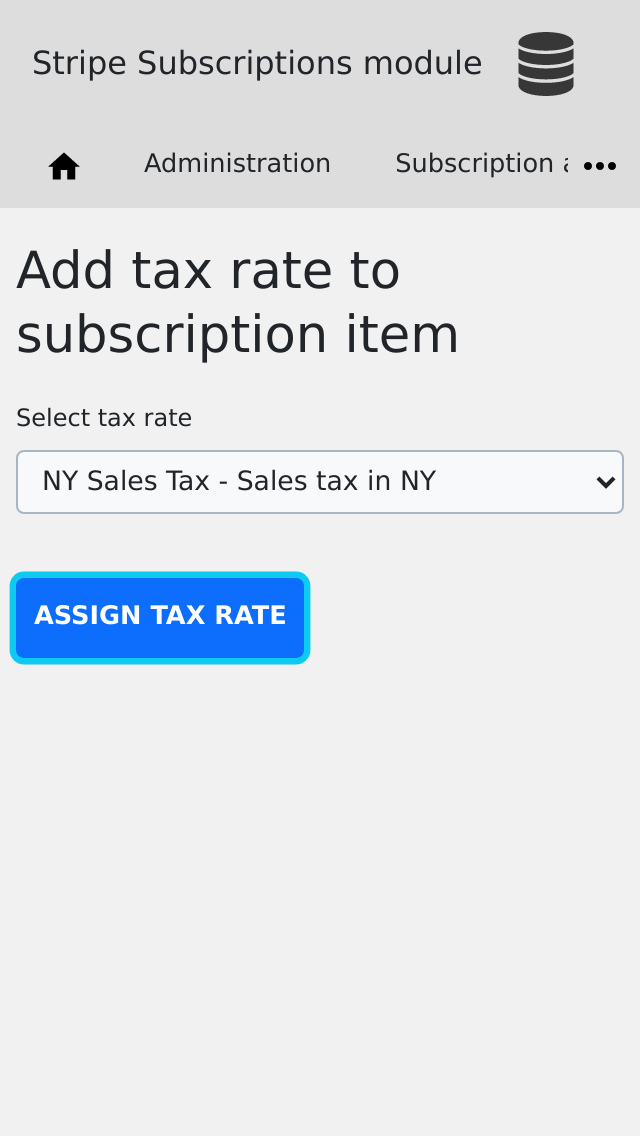 Stripe Subscriptions module
Administration
Subscription
Add tax rate to
subscription item
Select tax rate
NY Sales Tax - Sales tax in NY
ASSIGN TAX RATE